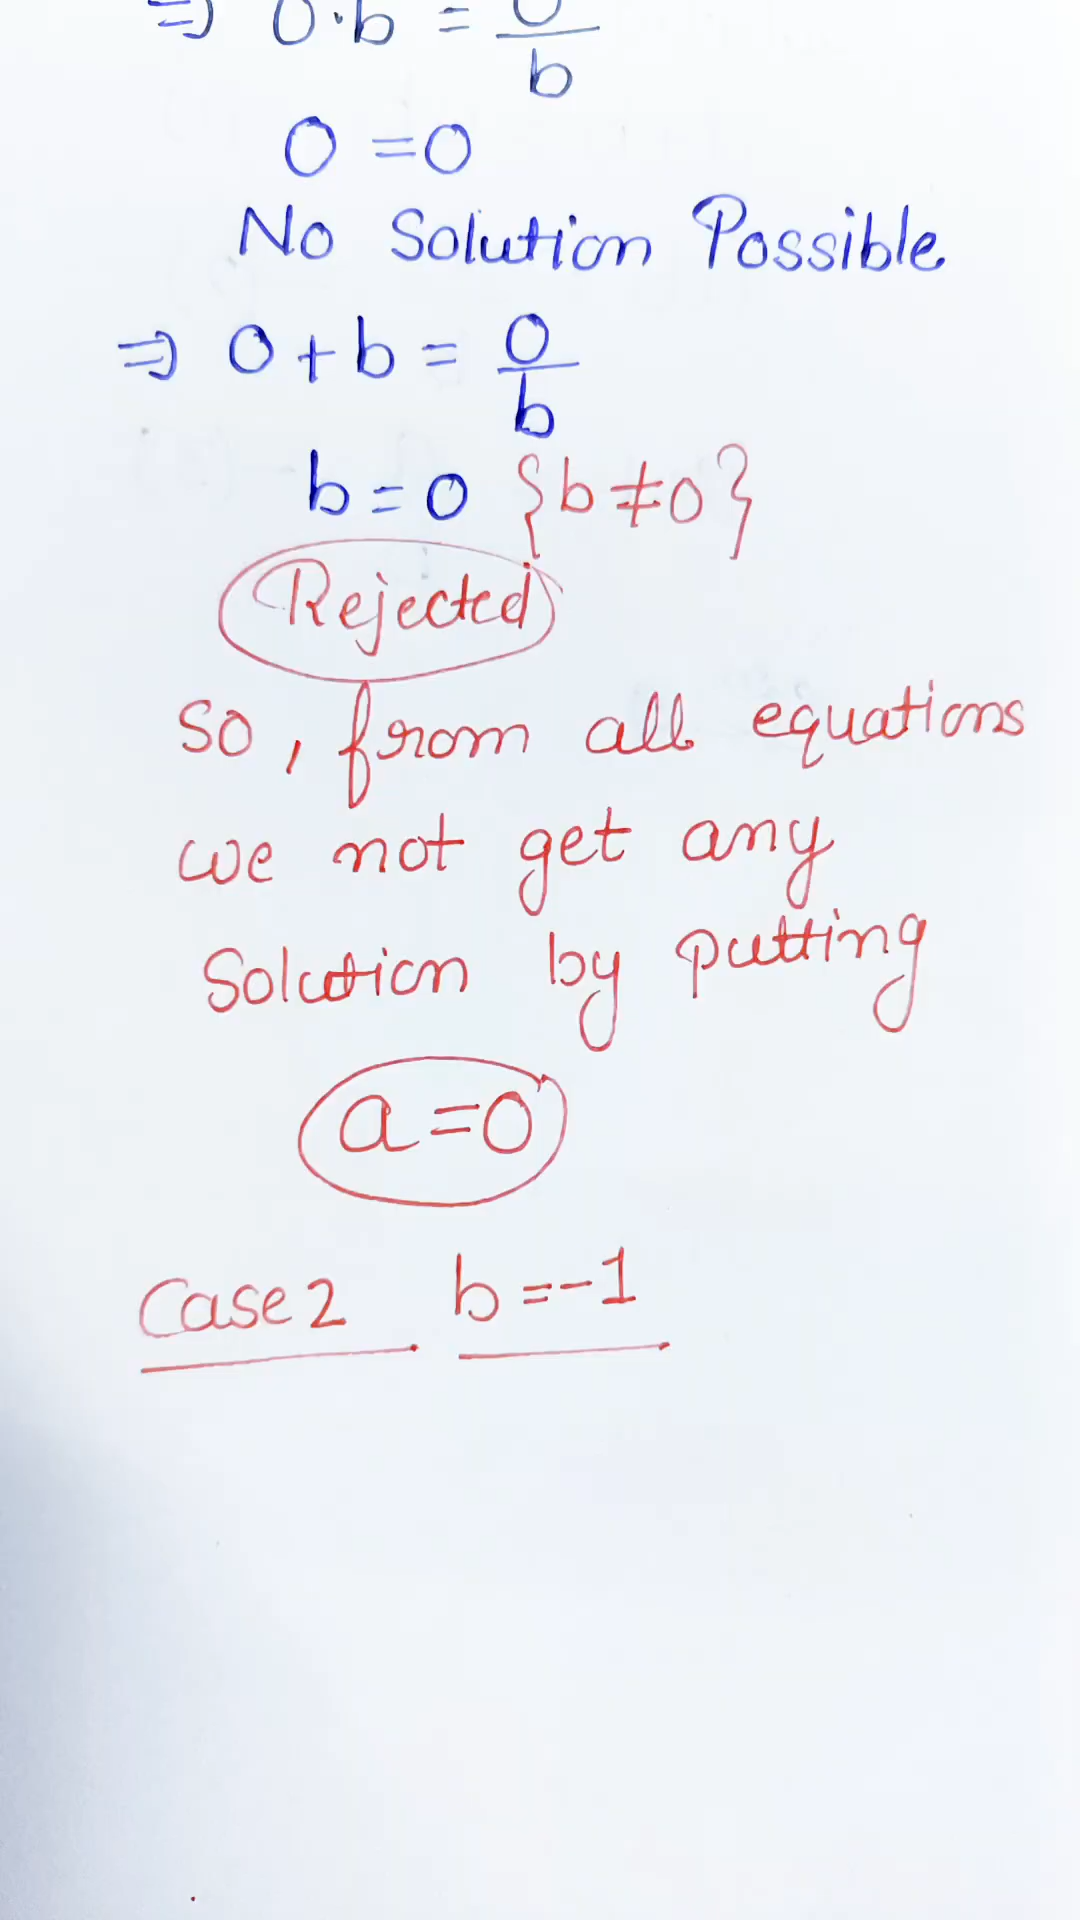 ⇒ 0·b = 0/b
0 = 0
No Solution Possible
⇒ 0 + b = 0/b
b = 0 {b ≠ 0}
Rejected
So, from all equations
we not get any
Solution by putting
a = 0
Case 2 b = -1